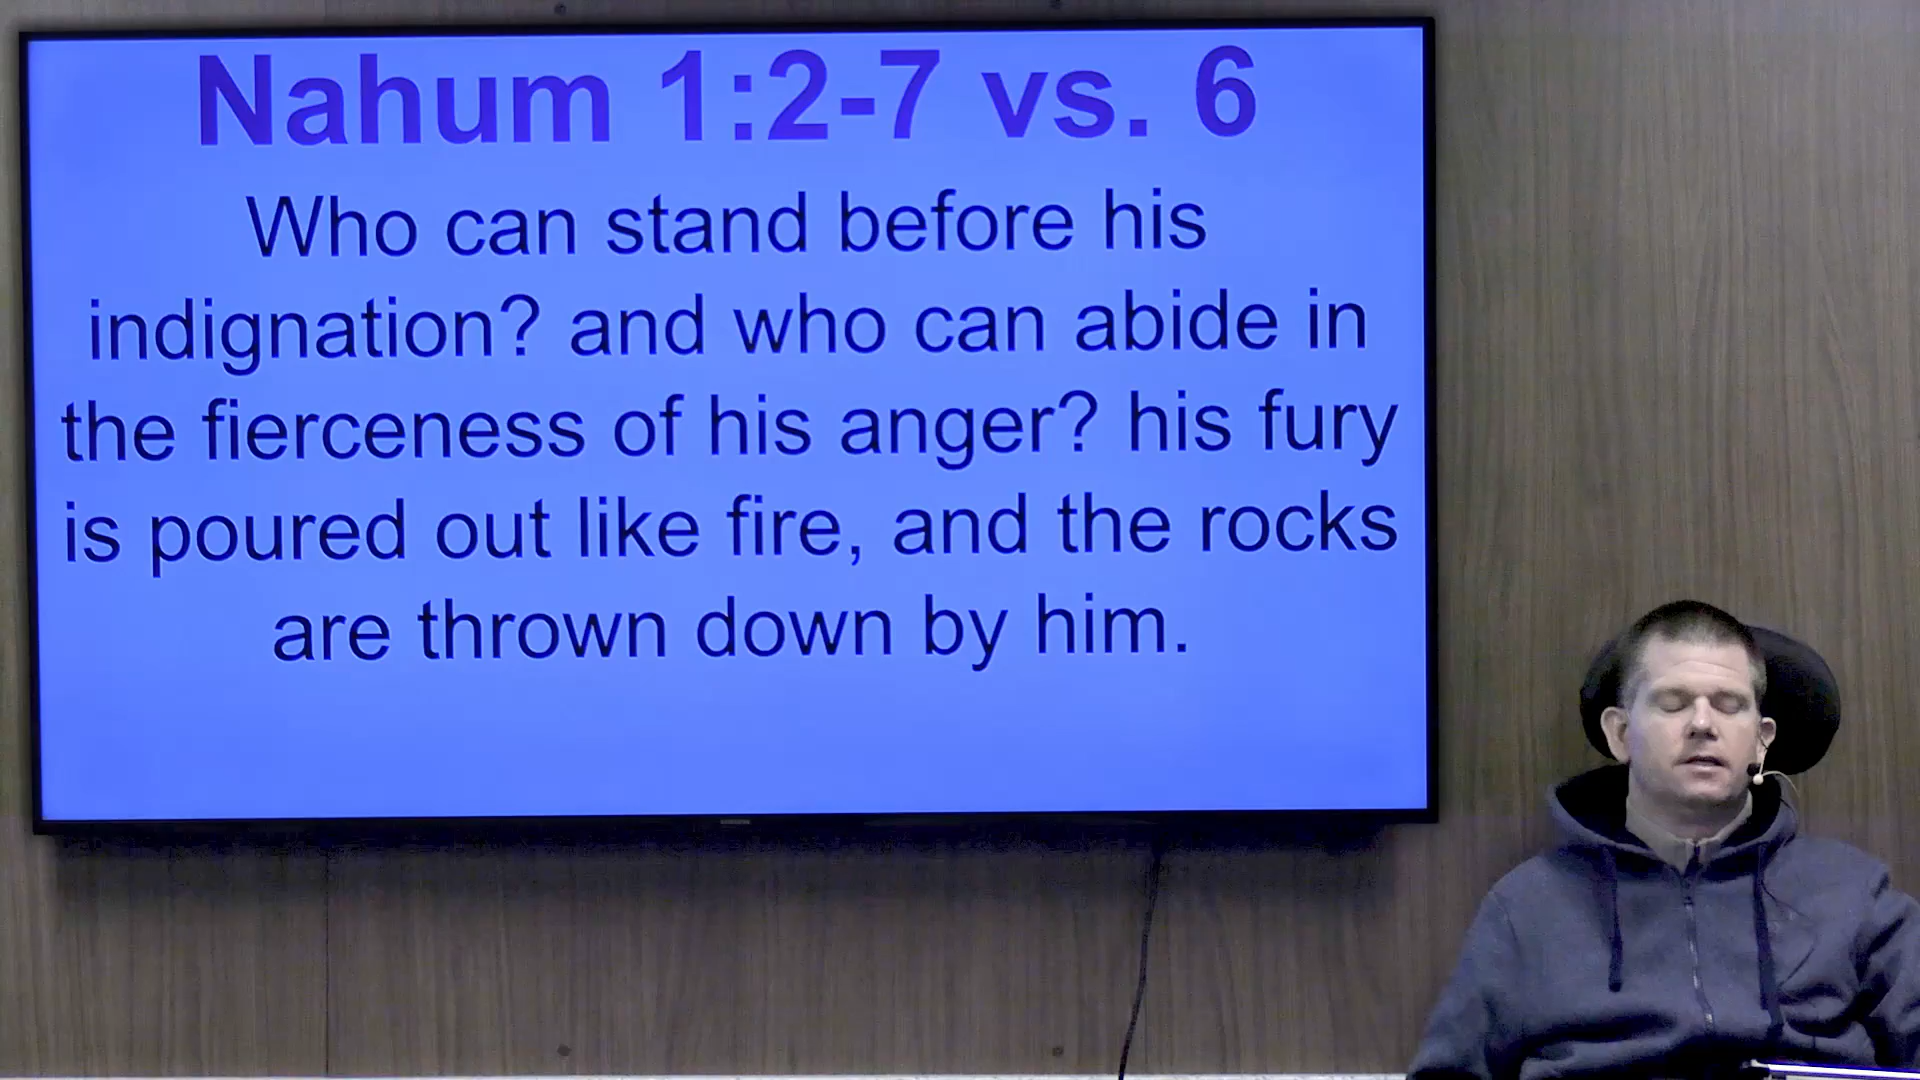 Nahum 1:2-7 vs. 6
Who can stand before his
indignation? and who can abide in
the fierceness of his anger? his fury
is poured out like fire, and the rocks
are thrown down by him.